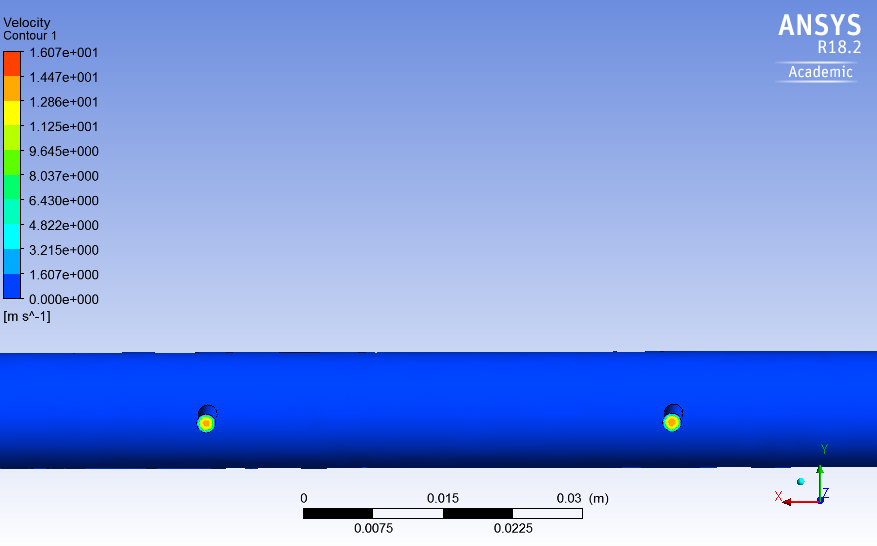 Velocity
Contour 1
1.607e+001
1.447e+001
1.286e+001
1.125e+001
9.645e+000
8.037e+000
6.430e+000
4.822e+000
3.215e+000
1.607e+000
0.000e+000
[m s^-1]
ANSYS
R18.2
Academic
0 0.015 0.03 (m)
0.0075 0.0225
Y
X Z